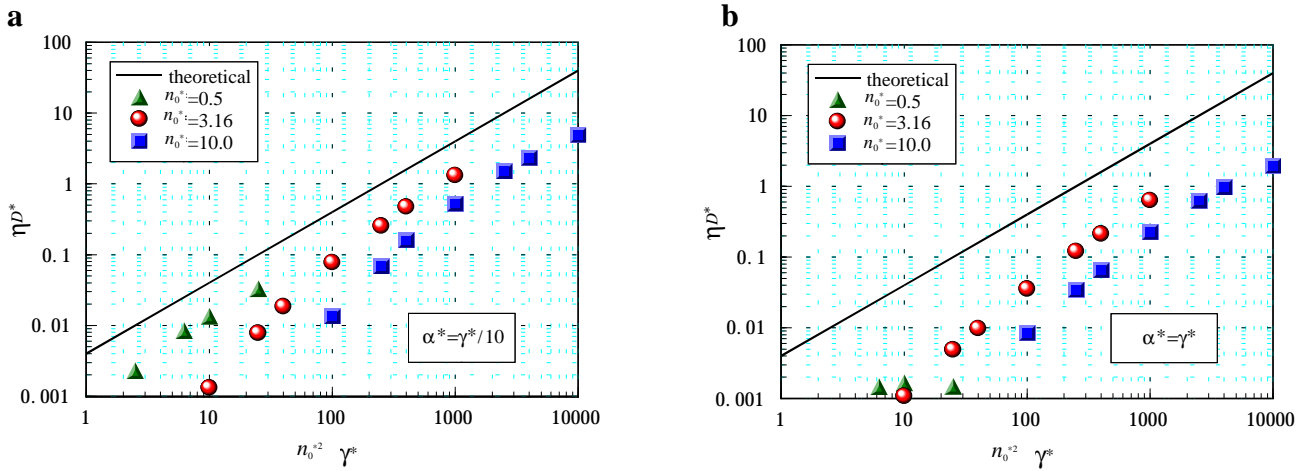 a
100
10
1
0.1
0.01
0.001
ηD*
theoretical
n0*:=0.5
n0*:=3.16
n0*:=10.0
α*=γ*/10
1 10 100 1000 10000
n0*2 γ*
b
100
10
1
0.1
0.01
0.001
ηD*
theoretical
n0*=0.5
n0*=3.16
n0*=10.0
α*=γ*
1 10 100 1000 10000
n0*2 γ*